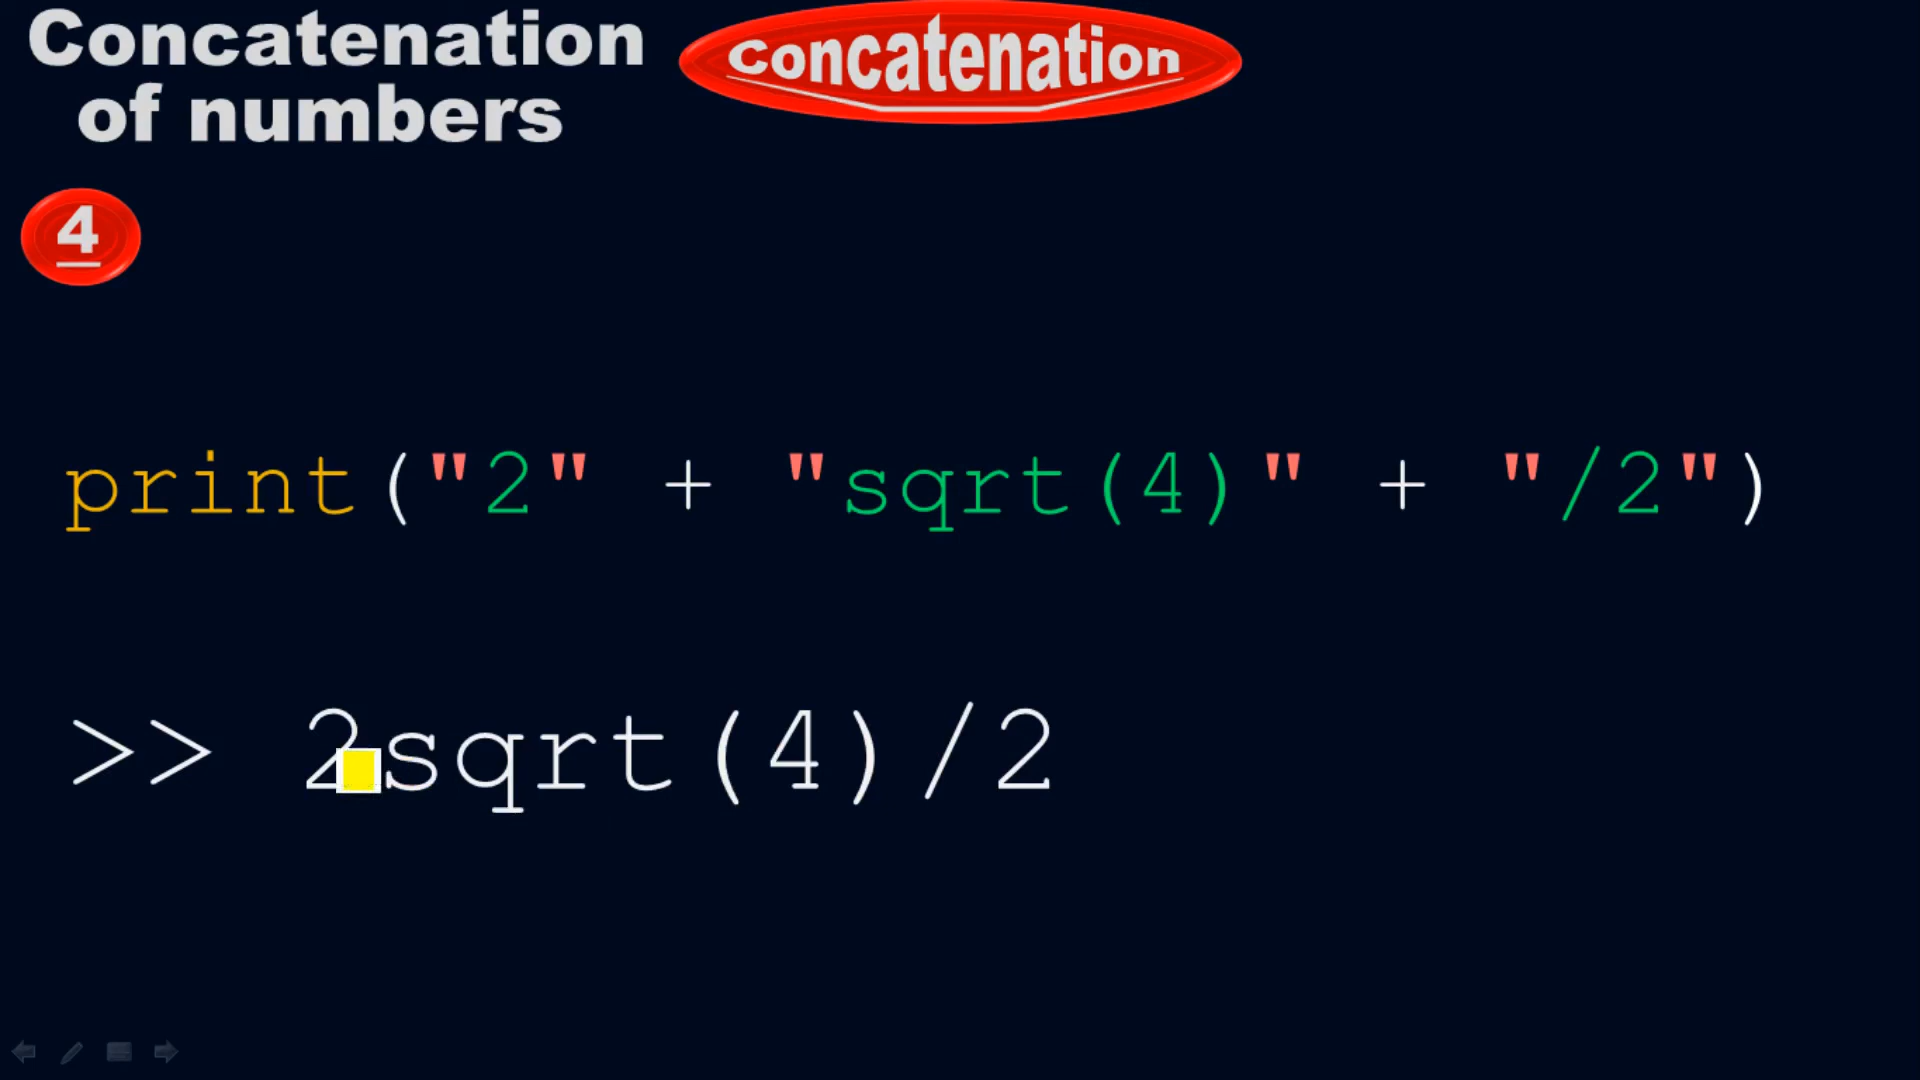 Concatenation
of numbers
Concatenation
4
print("2" + "sqrt(4)" + "/2")
>> 2sqrt(4)/2